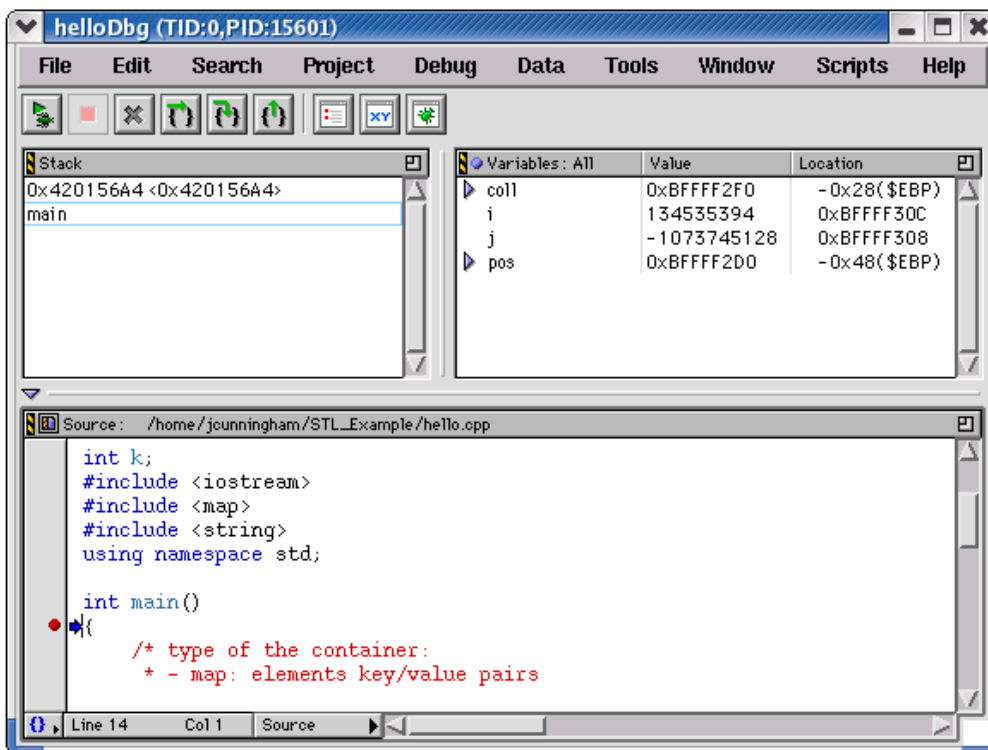 helloDbg (TID:0,PID:15601)
File Edit Search Project Debug Data Tools Window Scripts Help
XY
Stack
0x420156A4 <0x420156A4>
main
Variables: All Value Location
coll 0xBFFFF2F0 -0x28($EBP)
i 134535394 0xBFFFF30C
j -1073745128 0xBFFFF308
pos 0xBFFFF2D0 -0x48($EBP)
Source: /home/jcunningham/STL_Example/hello.cpp
int k;
#include <iostream>
#include <map>
#include <string>
using namespace std;
int main()
{
/* type of the container:
* - map: elements key/value pairs
{} Line 14 Col 1 Source